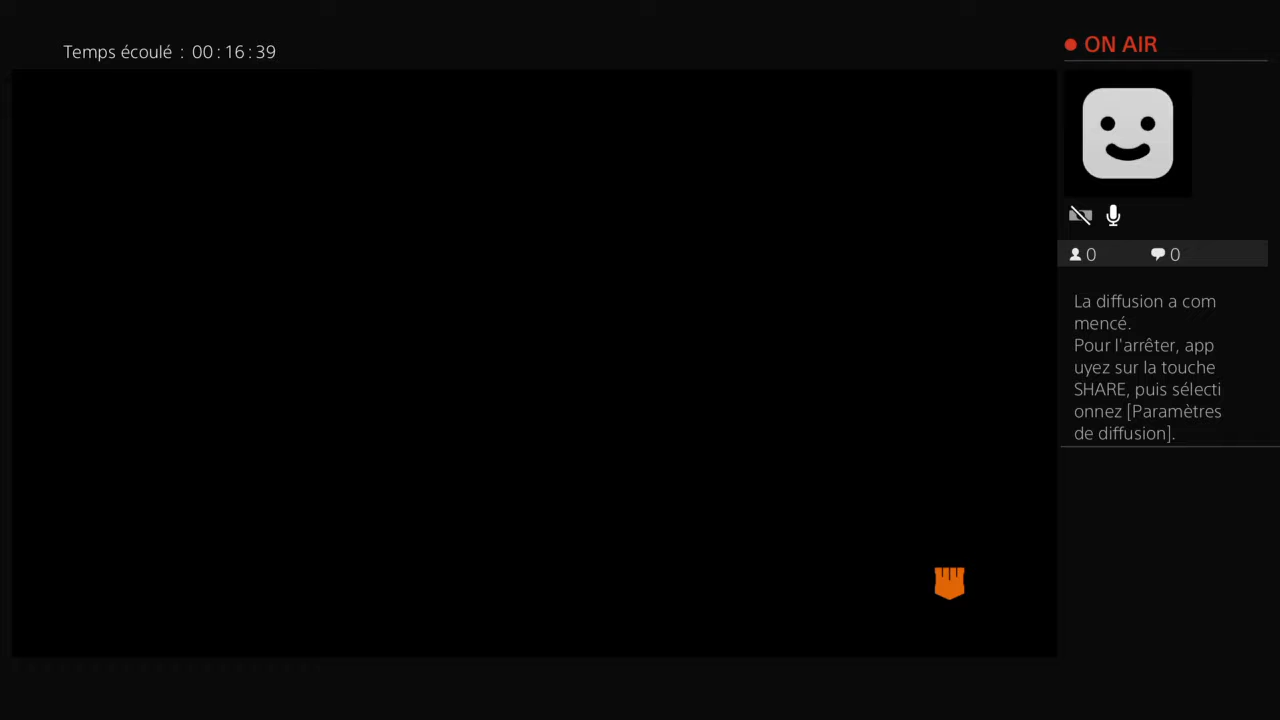 Temps écoulé : 00:16:39
ON AIR
0
0
La diffusion a com
mencé.
Pour l'arrêter, app
uyez sur la touche
SHARE, puis sélecti
onnez [Paramètres
de diffusion].